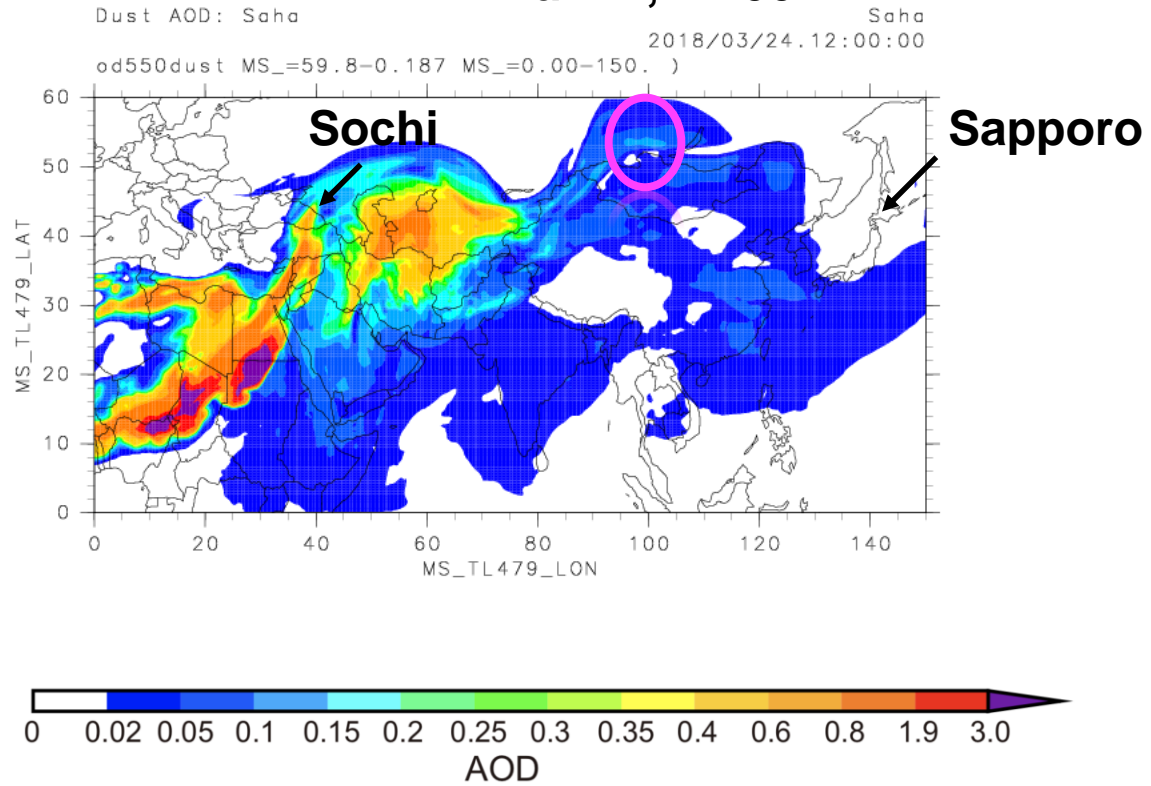 Dust AOD: Saha
Saha
2018/03/24.12:00:00
od550dust MS_=59.8-0.187 MS_=0.00-150. )
Sochi
Sapporo
MS_TL479_LAT
60
50
40
30
20
10
0
0 20 40 60 80 100 120 140
MS_TL479_LON
0 0.02 0.05 0.1 0.15 0.2 0.25 0.3 0.35 0.4 0.6 0.8 1.9 3.0
AOD